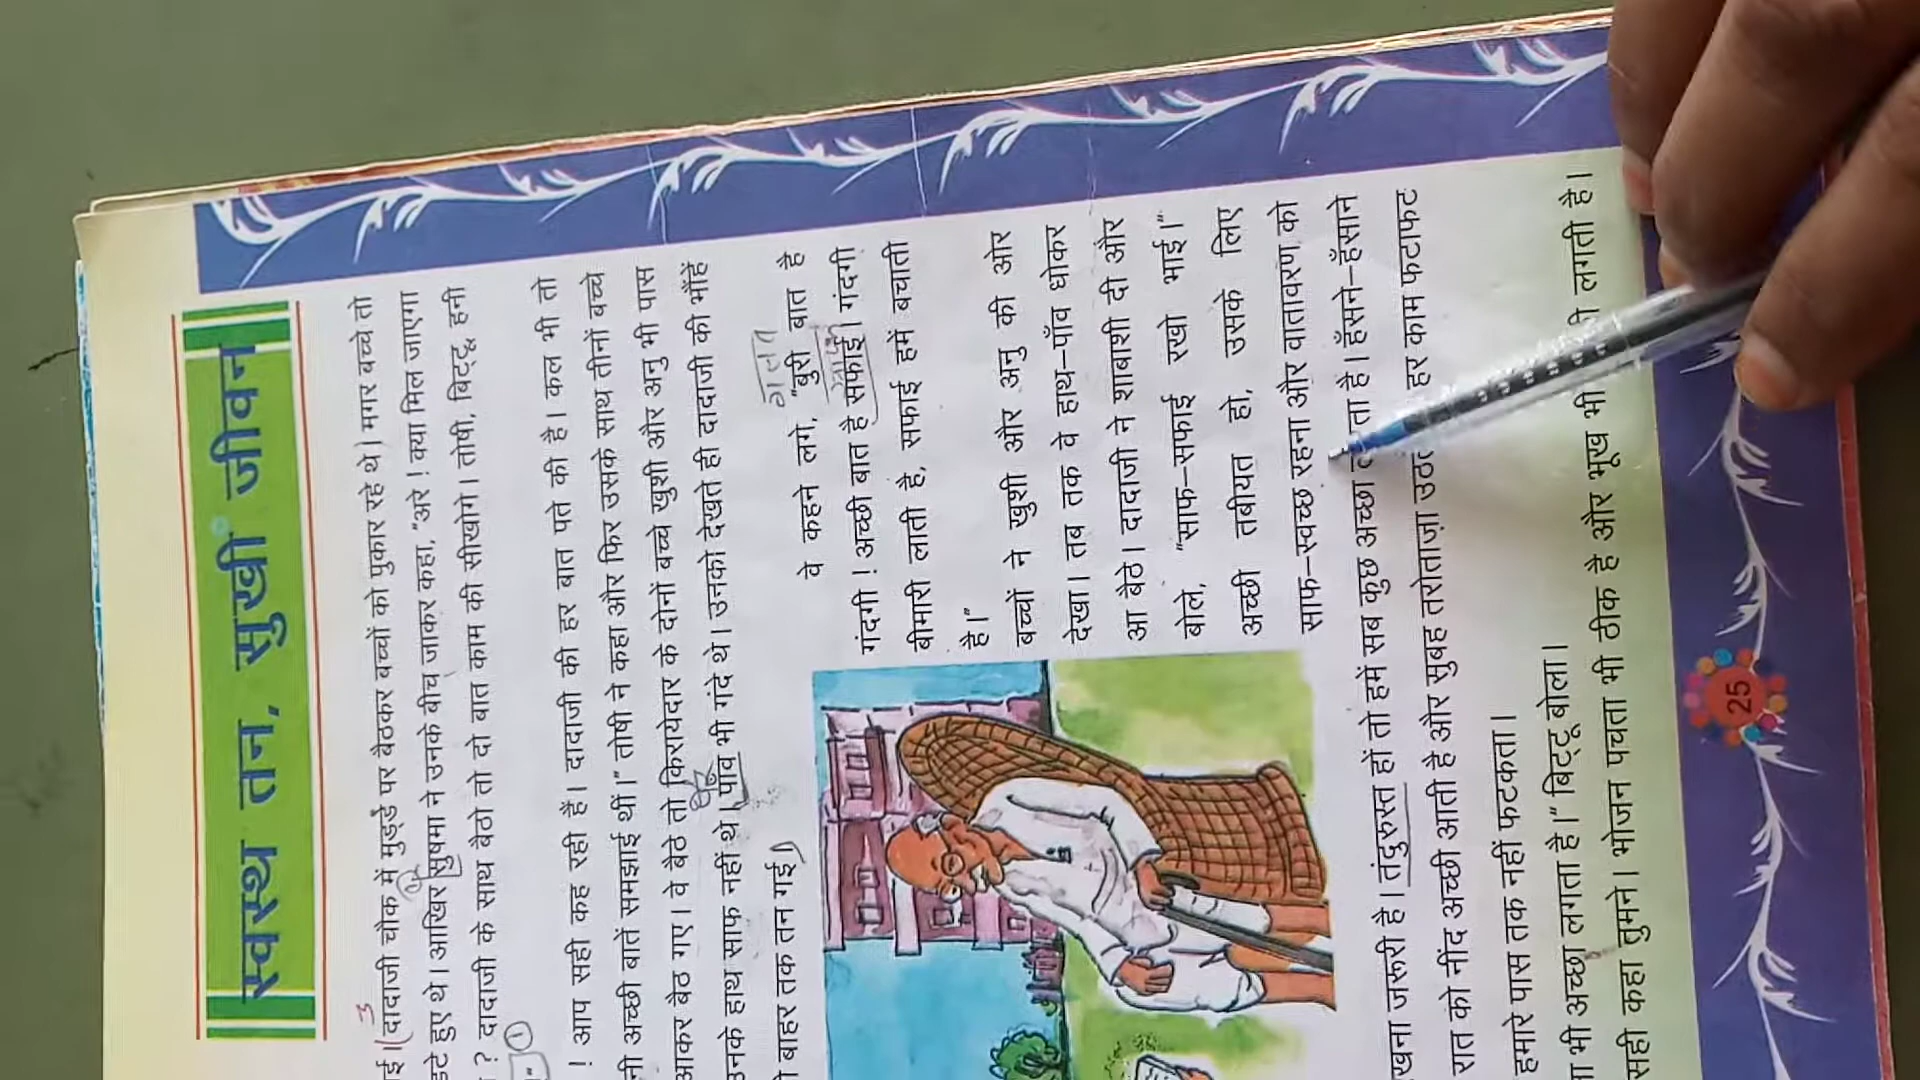 स्वस्थ तन, सुखी जीवन
(दादाजी चौक में मुड्ढे पर बैठकर बच्चों को पुकार रहे थे। मगर बच्चे तो
हुए थे। आखिर सुषमा ने उनके बीच जाकर कहा, "अरे ! क्या मिल जाएगा
? दादाजी के साथ बैठो तो दो बात काम की सीखोगे। तोषी, बिट्टू, हनी
! आप सही कह रही हैं। दादाजी की हर बात पते की है। कल भी तो
अच्छी बातें समझाई थीं।" तोषी ने कहा और फिर उसके साथ तीनों बच्चे
आकर बैठ गए। वे बैठे तो किराएदार के दोनों बच्चे खुशी और अनु भी पास
उनके हाथ साफ नहीं थे। पाँव भी गंदे थे। उनको देखते ही दादाजी की भौंहें
बाहर तक तन गईं)
गलत
वे कहने लगे, "बुरी बात है
गंदगी ! अच्छी बात है सफाई। गंदगी
बीमारी लाती है, सफाई हमें बचाती
है।"
बच्चों ने खुशी और अनु की ओर
देखा। तब तक वे हाथ-पाँव धोकर
आ बैठे। दादाजी ने शाबाशी दी और
बोले, "साफ-सफाई रखो भाई।"
अच्छी तबीयत हो, उसके लिए
साफ-स्वच्छ रहना और वातावरण को
रखना जरूरी है। तंदुरुस्त हों तो हमें सब कुछ अच्छा है। हँसने-हँसाने
रात को नींद अच्छी आती है और सुबह तरोताज़ा हर काम फटाफट
हमारे पास तक नहीं फटकता।
भी अच्छा लगता है।" बिट्टू बोला।
सही कहा तुमने। भोजन पचता भी ठीक है और भूख भी लगती है।
25